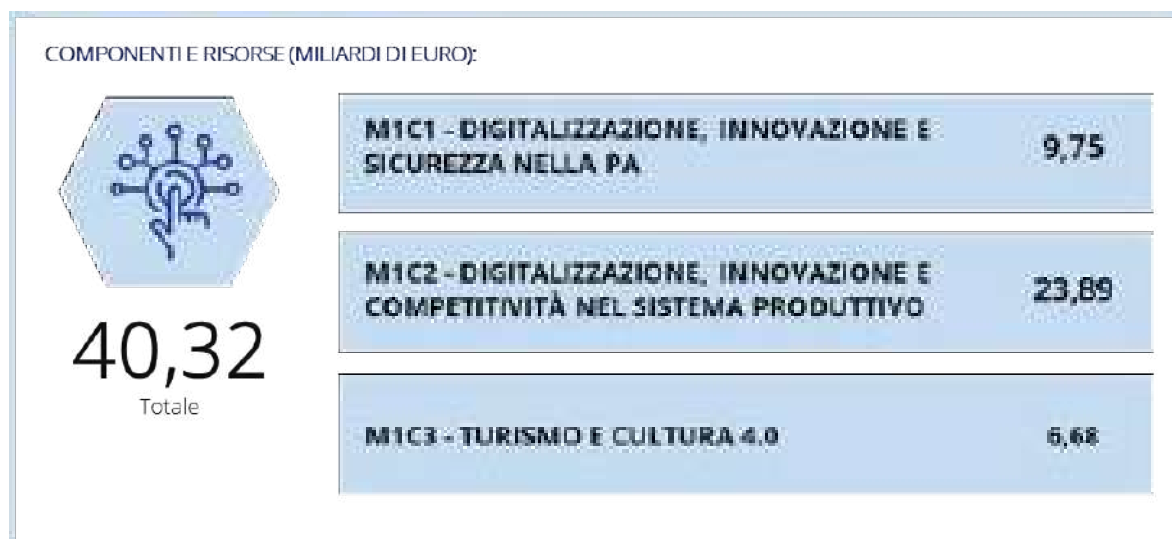 COMPONENTI E RISORSE (MILIARDI DI EURO):
M1C1 - DIGITALIZZAZIONE, INNOVAZIONE E
SICUREZZA NELLA PA
9,75
M1C2 - DIGITALIZZAZIONE, INNOVAZIONE E
COMPETITIVITÀ NEL SISTEMA PRODUTTIVO
23,89
40,32
Totale
M1C3 - TURISMO E CULTURA 4.0
6,68